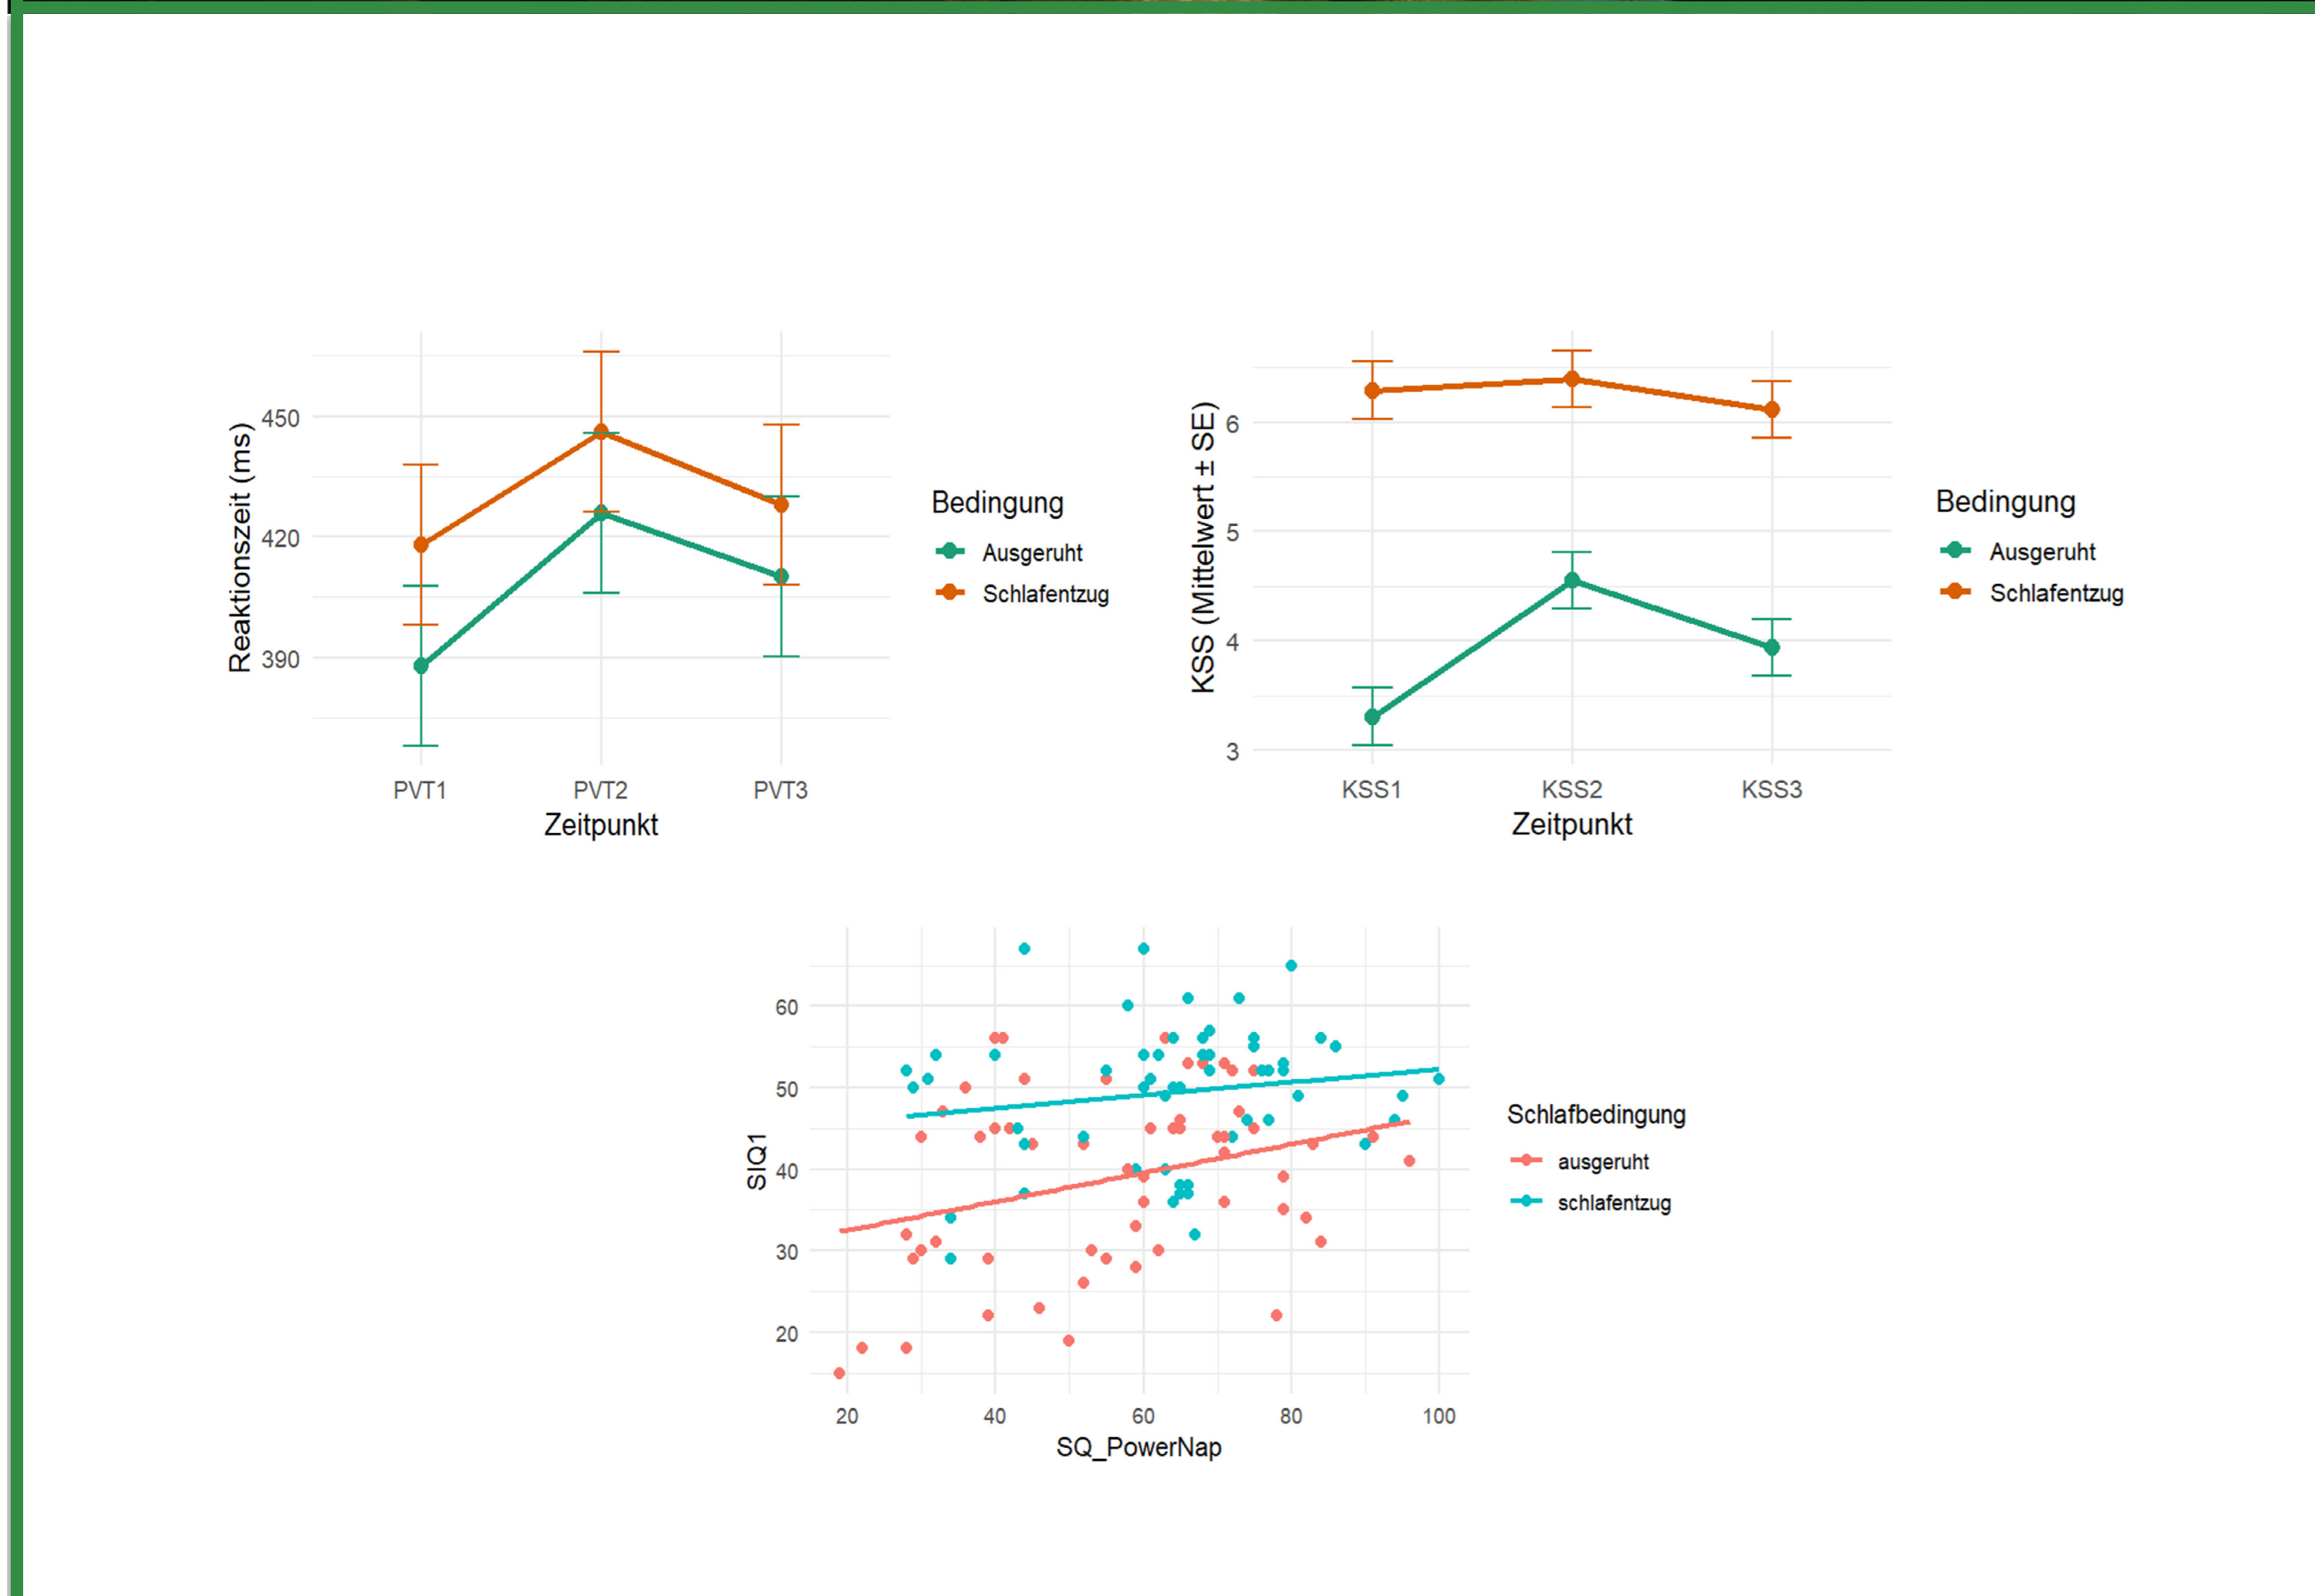 Reaktionszeit (ms)
450
420
390
PVT1 PVT2 PVT3
Zeitpunkt
Bedingung
Ausgeruht
Schlafentzug
KSS (Mittelwert ± SE)
6
5
4
3
KSS1 KSS2 KSS3
Zeitpunkt
Bedingung
Ausgeruht
Schlafentzug
SIQ1
60
50
40
30
20
20 40 60 80 100
SQ_PowerNap
Schlafbedingung
ausgeruht
schlafentzug